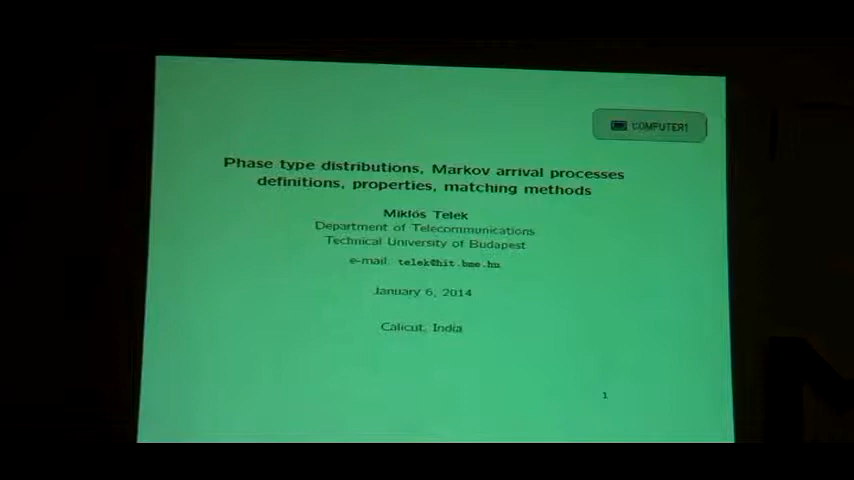 COMPUTER1
Phase type distributions, Markov arrival processes
definitions, properties, matching methods
Miklós Telek
Department of Telecommunications
Technical University of Budapest
e-mail: telek@hit.bme.hu
January 6, 2014
Calicut, India
1